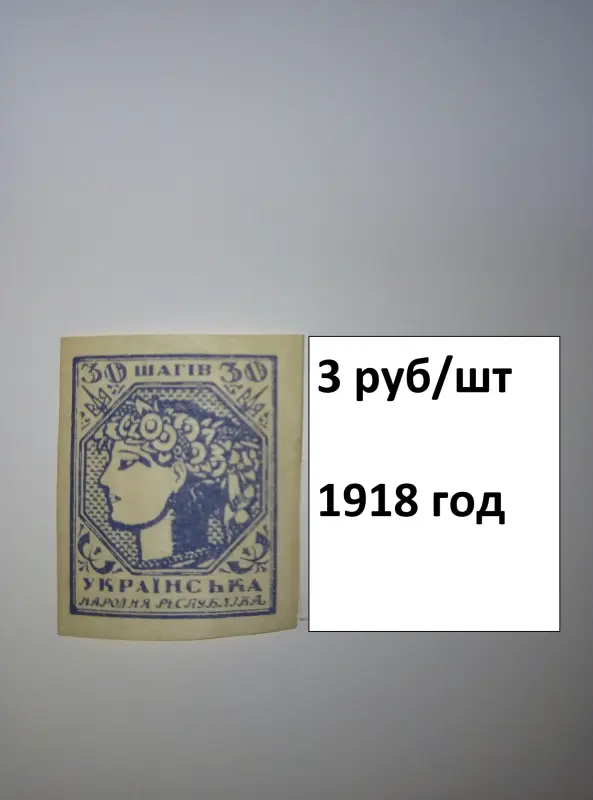 30 ШАГІВ 30
УКРАЇНСЬКА
НАРОДНЯ РЕСПУБЛІКА
3 руб/шт
1918 год